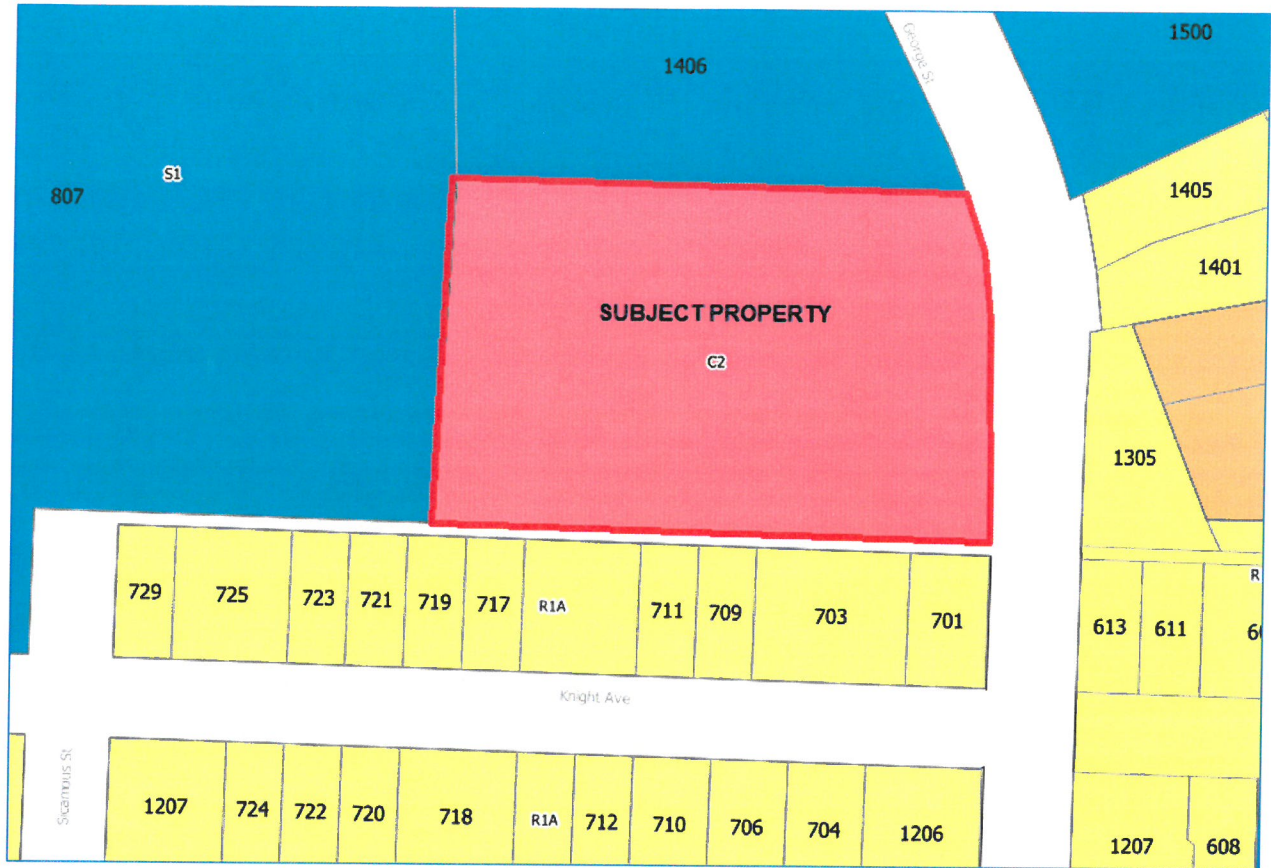 1500
George St
1406
S1
807
1405
1401
SUBJECT PROPERTY
C2
1305
729 725 723 721 719 717 R1A 711 709 703 701
613 611
R
60
Knight Ave
Sicamous St
1207 724 722 720 718 R1A 712 710 706 704 1206
1207 608